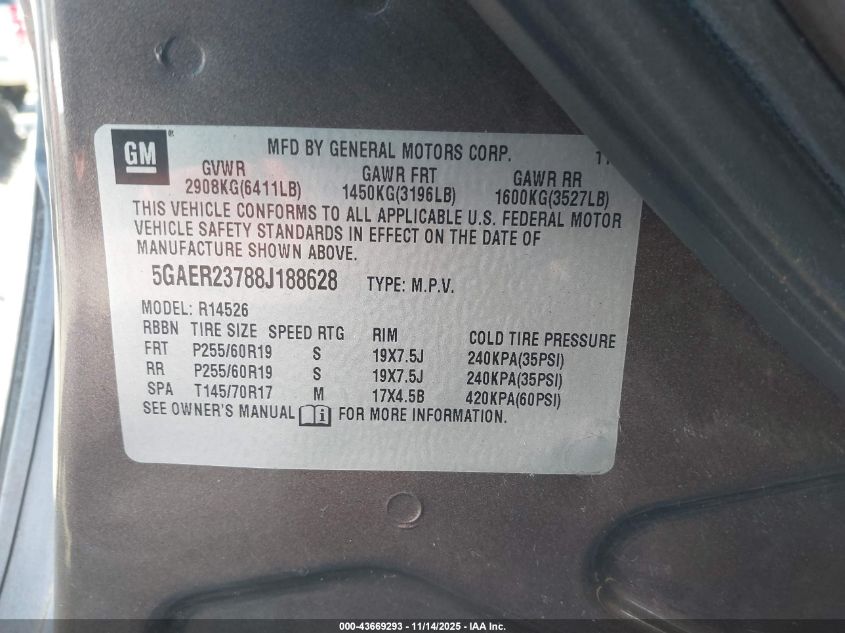 GM®
MFD BY GENERAL MOTORS CORP.
GVWR GAWR FRT GAWR RR
2908KG(6411LB) 1450KG(3196LB) 1600KG(3527LB)
THIS VEHICLE CONFORMS TO ALL APPLICABLE U.S. FEDERAL MOTOR
VEHICLE SAFETY STANDARDS IN EFFECT ON THE DATE OF
MANUFACTURE SHOWN ABOVE.
5GAER23788J188628 TYPE: M.P.V.
MODEL: R14526
RBBN TIRE SIZE SPEED RTG RIM COLD TIRE PRESSURE
FRT P255/60R19 S 19X7.5J 240KPA(35PSI)
RR P255/60R19 S 19X7.5J 240KPA(35PSI)
SPA T145/70R17 M 17X4.5B 420KPA(60PSI)
SEE OWNER'S MANUAL i FOR MORE INFORMATION.
000-43669293 - 11/14/2025 - IAA Inc.